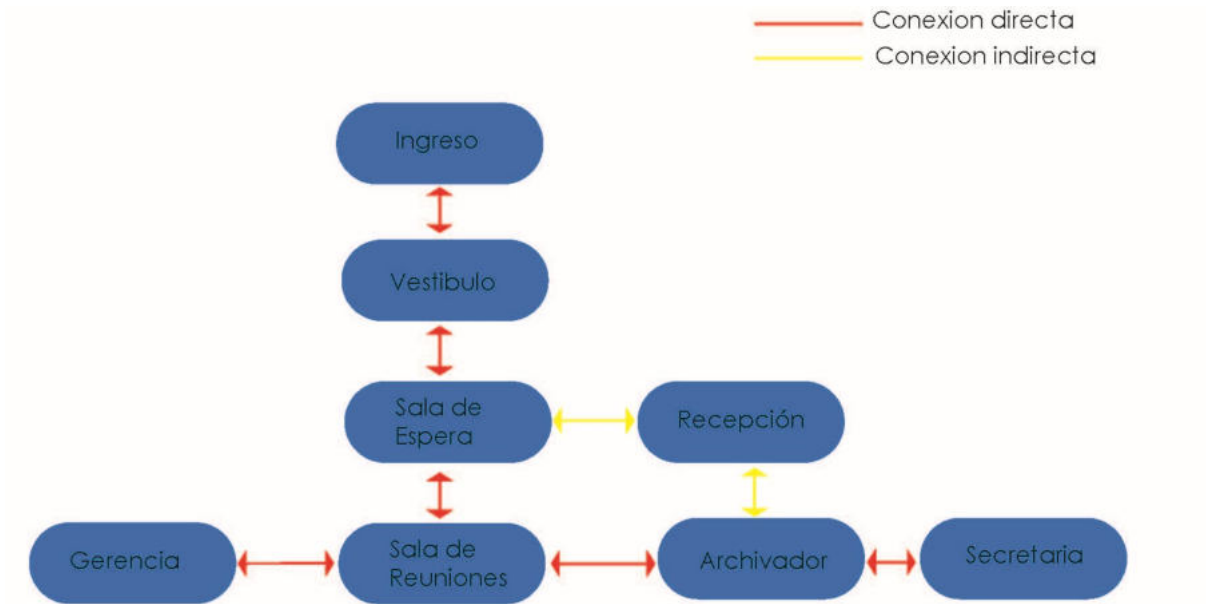 Conexion directa
Conexion indirecta
Ingreso
Vestibulo
Sala de
Espera
Recepción
Gerencia
Sala de
Reuniones
Archivador
Secretaria